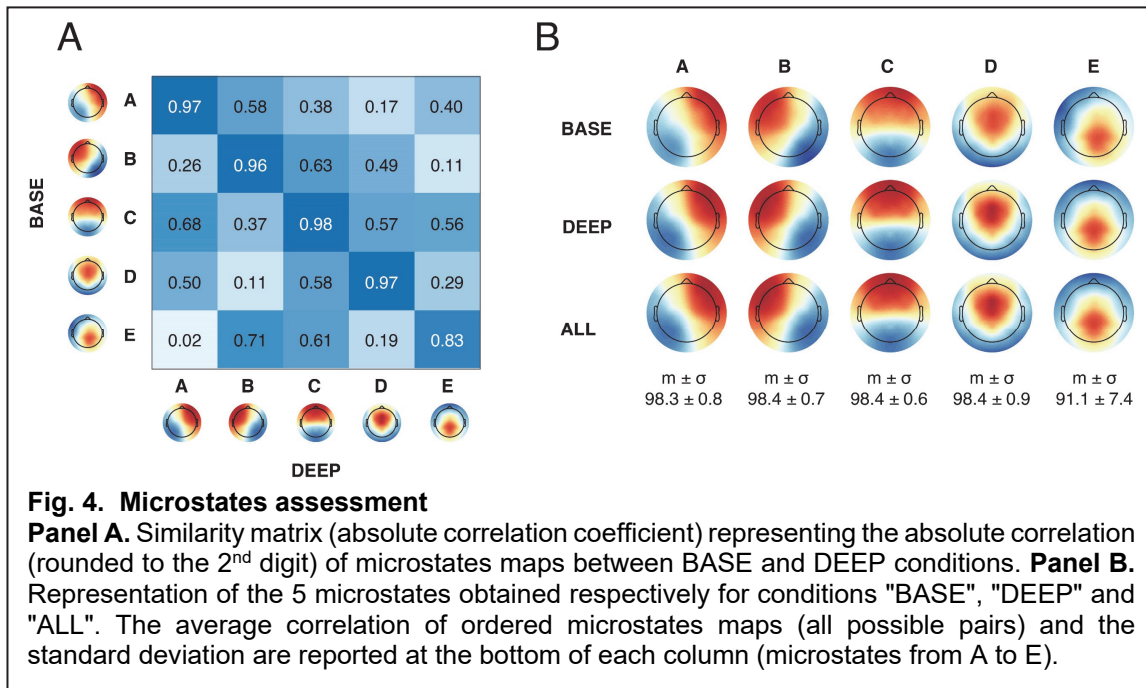 A
BASE
A 0.97 0.58 0.38 0.17 0.40
B 0.26 0.96 0.63 0.49 0.11
C 0.68 0.37 0.98 0.57 0.56
D 0.50 0.11 0.58 0.97 0.29
E 0.02 0.71 0.61 0.19 0.83
A B C D E
DEEP
B
A B C D E
BASE
DEEP
ALL
m ± σ m ± σ m ± σ m ± σ m ± σ
98.3 ± 0.8 98.4 ± 0.7 98.4 ± 0.6 98.4 ± 0.9 91.1 ± 7.4
Fig. 4. Microstates assessment
Panel A. Similarity matrix (absolute correlation coefficient) representing the absolute correlation
(rounded to the 2nd digit) of microstates maps between BASE and DEEP conditions. Panel B.
Representation of the 5 microstates obtained respectively for conditions "BASE", "DEEP" and
"ALL". The average correlation of ordered microstates maps (all possible pairs) and the
standard deviation are reported at the bottom of each column (microstates from A to E).